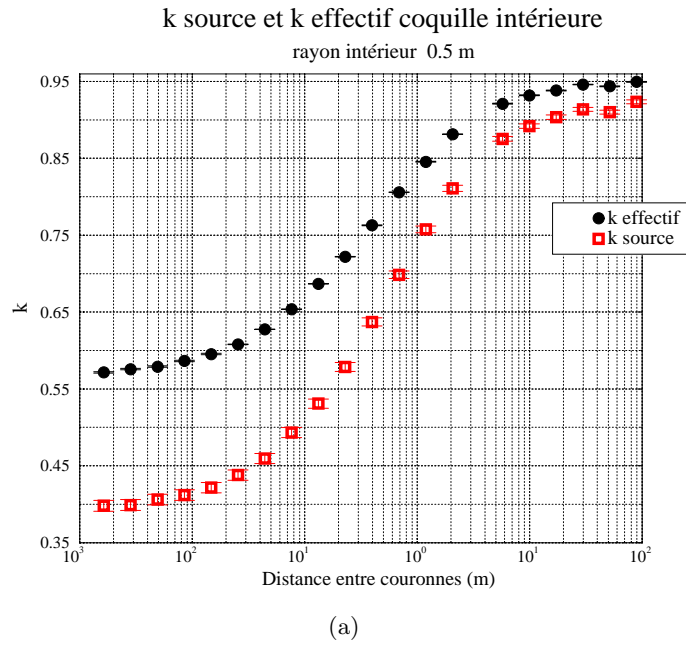 k source et k effectif coquille intérieure
rayon intérieur 0.5 m
0.95
0.85
0.75
0.65
0.55
0.45
0.35
k
k effectif
k source
10³ 10² 10¹ 10⁰ 10¹ 10²
Distance entre couronnes (m)
(a)